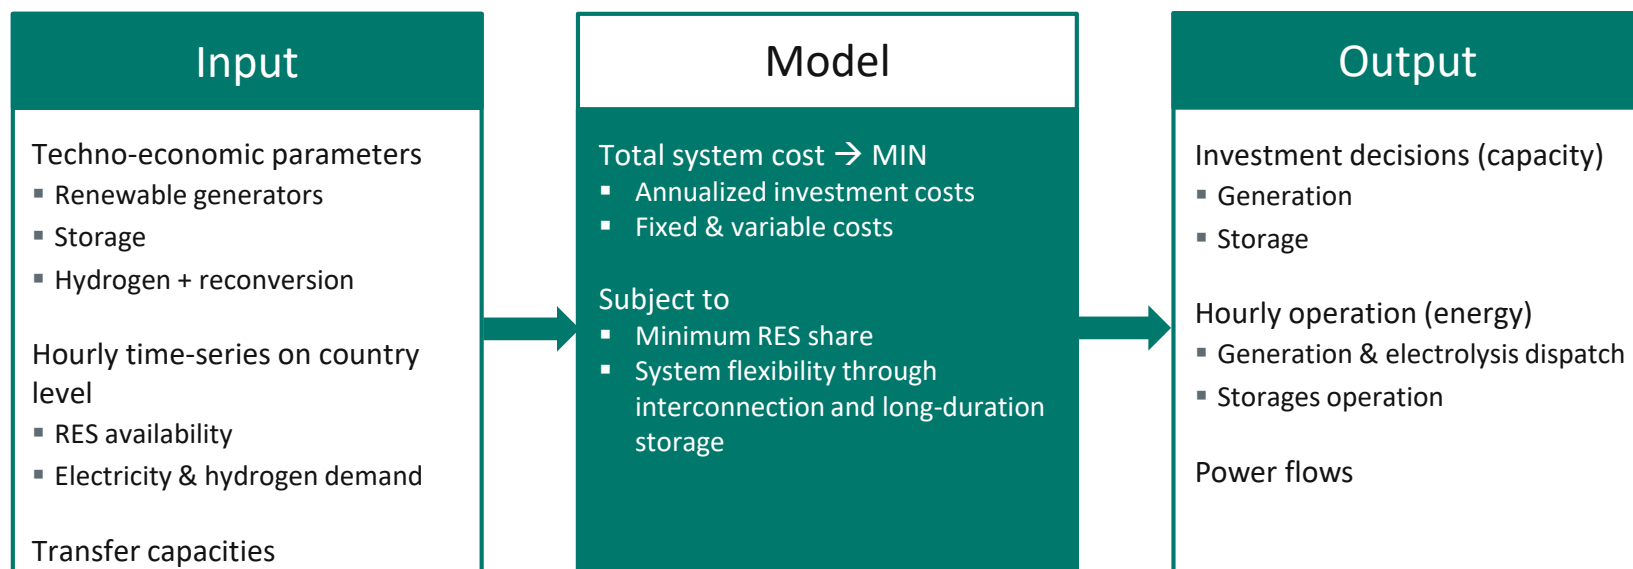 Input
Techno-economic parameters
▪ Renewable generators
▪ Storage
▪ Hydrogen + reconversion
Hourly time-series on country
level
▪ RES availability
▪ Electricity & hydrogen demand
Transfer capacities
Model
Total system cost → MIN
▪ Annualized investment costs
▪ Fixed & variable costs
Subject to
▪ Minimum RES share
▪ System flexibility through
interconnection and long-duration
storage
Output
Investment decisions (capacity)
▪ Generation
▪ Storage
Hourly operation (energy)
▪ Generation & electrolysis dispatch
▪ Storages operation
Power flows